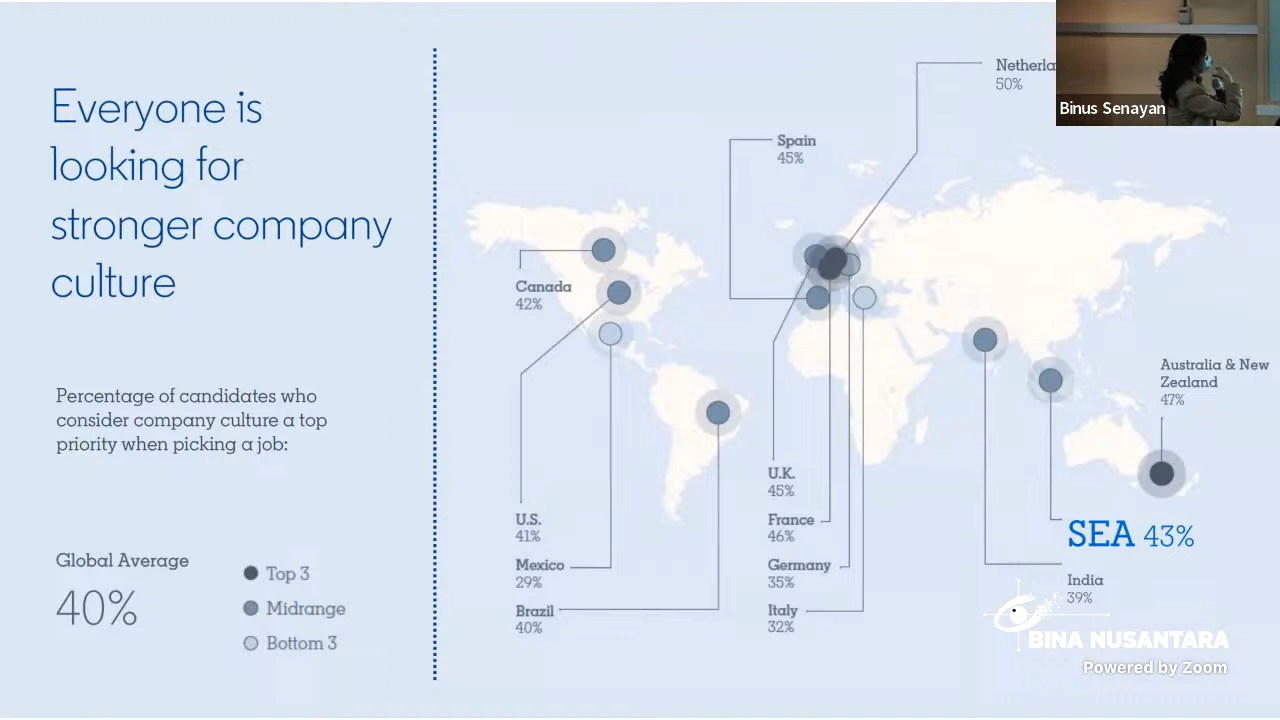 Everyone is
looking for
stronger company
culture
Percentage of candidates who
consider company culture a top
priority when picking a job:
Global Average
40%
Top 3
Midrange
Bottom 3
50%
Spain
45%
Canada
42%
U.S.
41%
Mexico
29%
Brazil
40%
U.K.
45%
France
46%
Germany
35%
Italy
32%
Australia & New
Zealand
47%
SEA 43%
India
39%
Binus Senayan
BINA NUSANTARA
Powered by Zoom